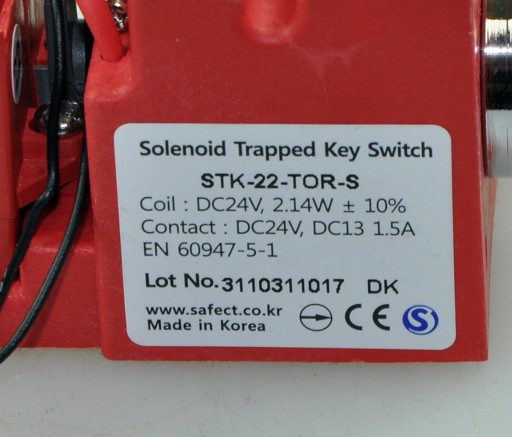 Solenoid Trapped Key Switch
STK-22-TOR-S
Coil : DC24V, 2.14W ± 10%
Contact : DC24V, DC13 1.5A
EN 60947-5-1
Lot No. 3110311017 DK
www.safect.co.kr
Made in Korea
CE S